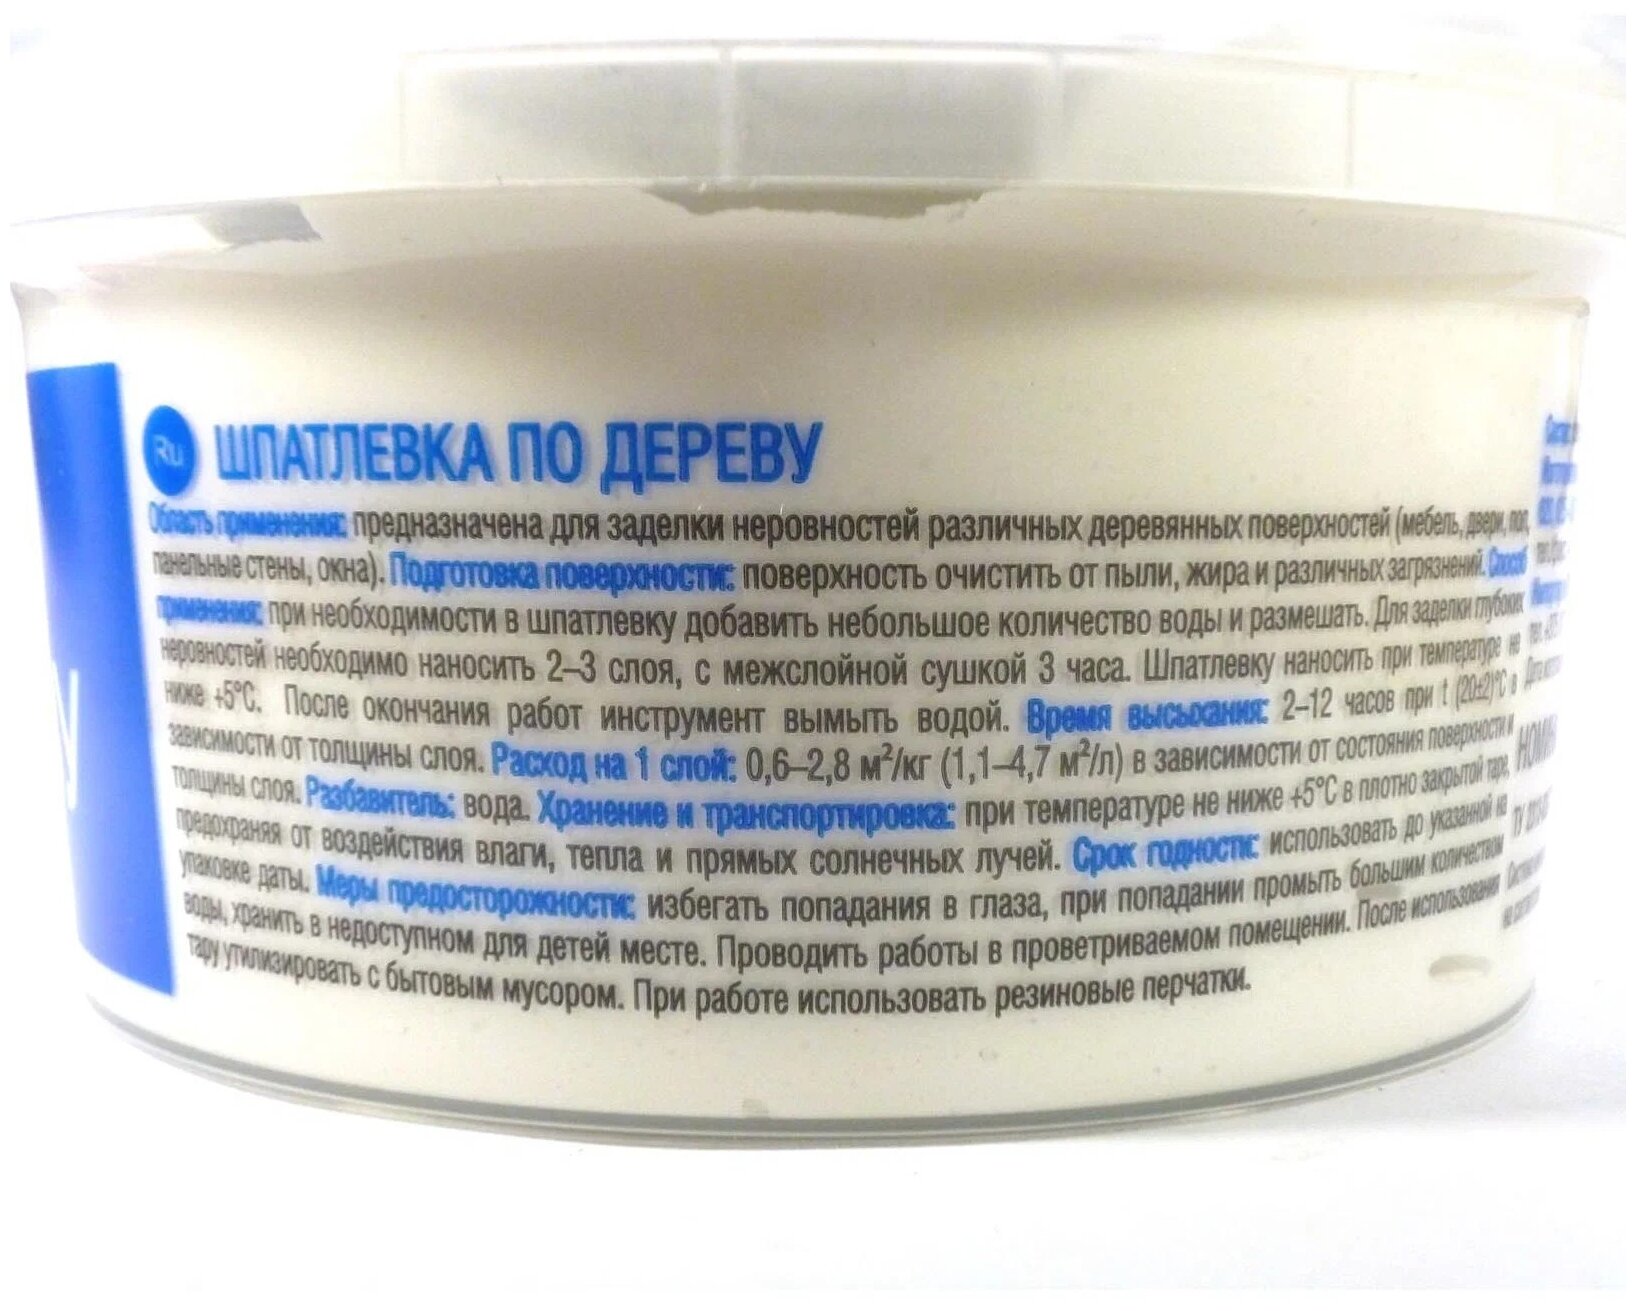 Ru ШПАТЛЕВКА ПО ДЕРЕВУ
Область применения: предназначена для заделки неровностей различных деревянных поверхностей (мебель, двери, пол,
панельные стены, окна). Подготовка поверхности: поверхность очистить от пыли, жира и различных загрязнений. Способ
применения: при необходимости в шпатлевку добавить небольшое количество воды и размешать. Для заделки глубоких
неровностей необходимо наносить 2–3 слоя, с межслойной сушкой 3 часа. Шпатлевку наносить при температуре не
ниже +5°С. После окончания работ инструмент вымыть водой. Время высыхания: 2–12 часов при t (20±2)°С в
зависимости от толщины слоя. Расход на 1 слой: 0,6–2,8 м²/кг (1,1–4,7 м²/л) в зависимости от состояния поверхности и
толщины слоя. Разбавитель: вода. Хранение и транспортировка: при температуре не ниже +5°С в плотно закрытой таре,
предохраняя от воздействия влаги, тепла и прямых солнечных лучей. Срок годности: использовать до указанной на
упаковке даты. Меры предосторожности: избегать попадания в глаза, при попадании промыть большим количеством
воды, хранить в недоступном для детей месте. Проводить работы в проветриваемом помещении. После использования
тару утилизировать с бытовым мусором. При работе использовать резиновые перчатки.